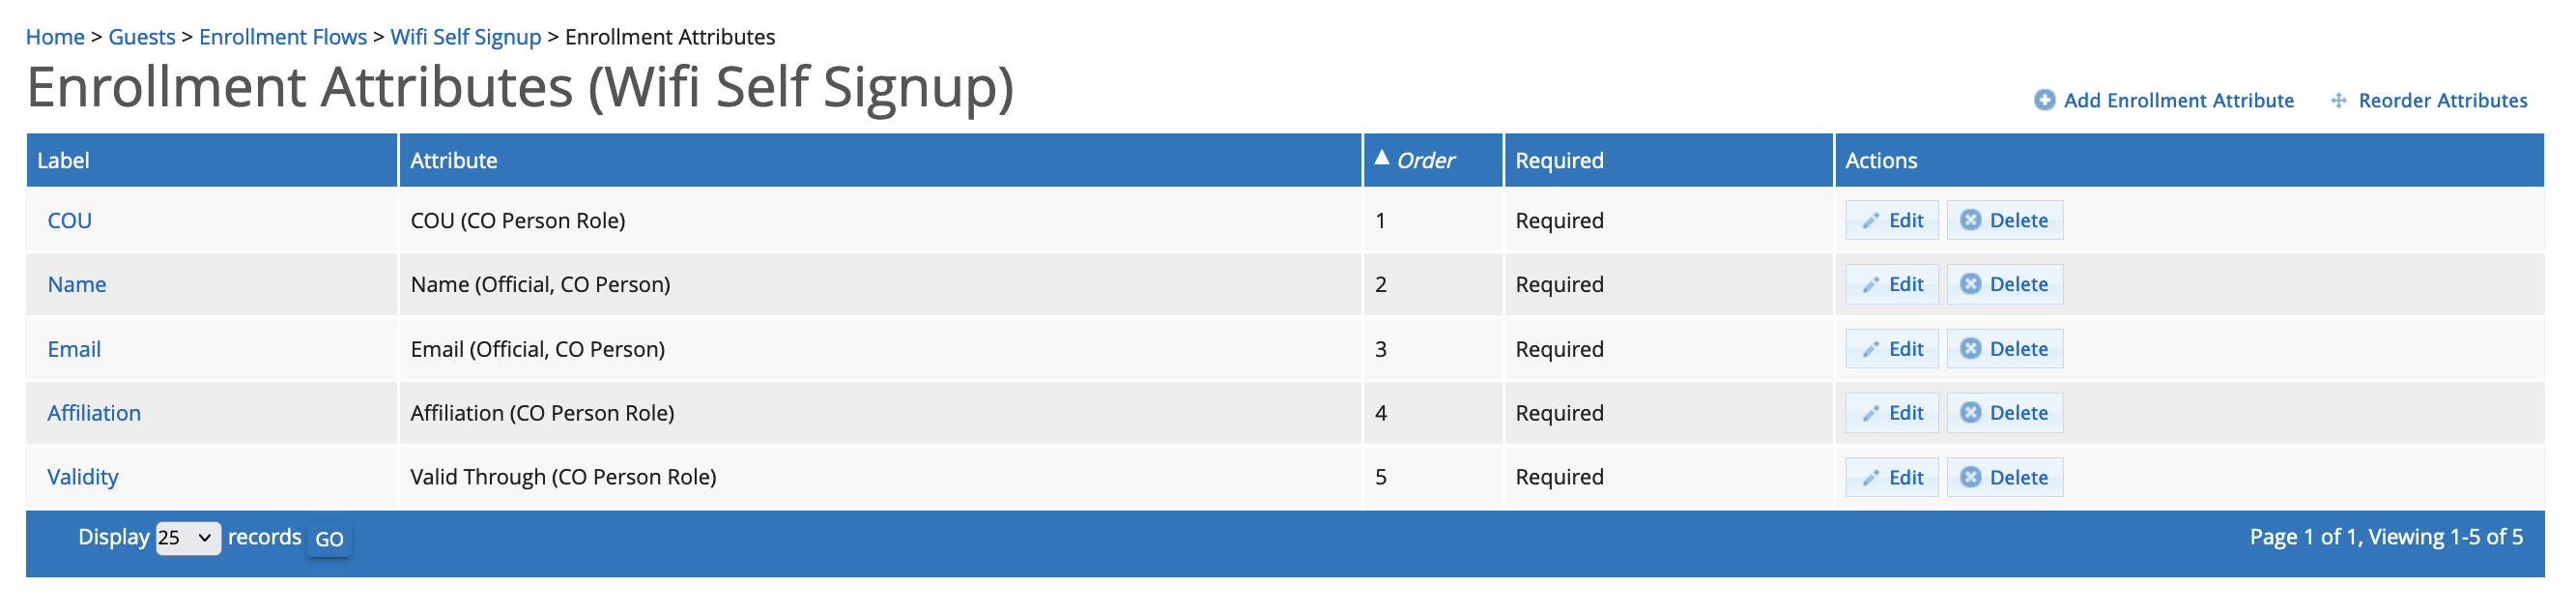 Home > Guests > Enrollment Flows > Wifi Self Signup > Enrollment Attributes
Enrollment Attributes (Wifi Self Signup)
Add Enrollment Attribute Reorder Attributes
Label Attribute ▲ Order Required Actions
COU COU (CO Person Role) 1 Required Edit Delete
Name Name (Official, CO Person) 2 Required Edit Delete
Email Email (Official, CO Person) 3 Required Edit Delete
Affiliation Affiliation (CO Person Role) 4 Required Edit Delete
Validity Valid Through (CO Person Role) 5 Required Edit Delete
Display 25 records GO Page 1 of 1, Viewing 1-5 of 5